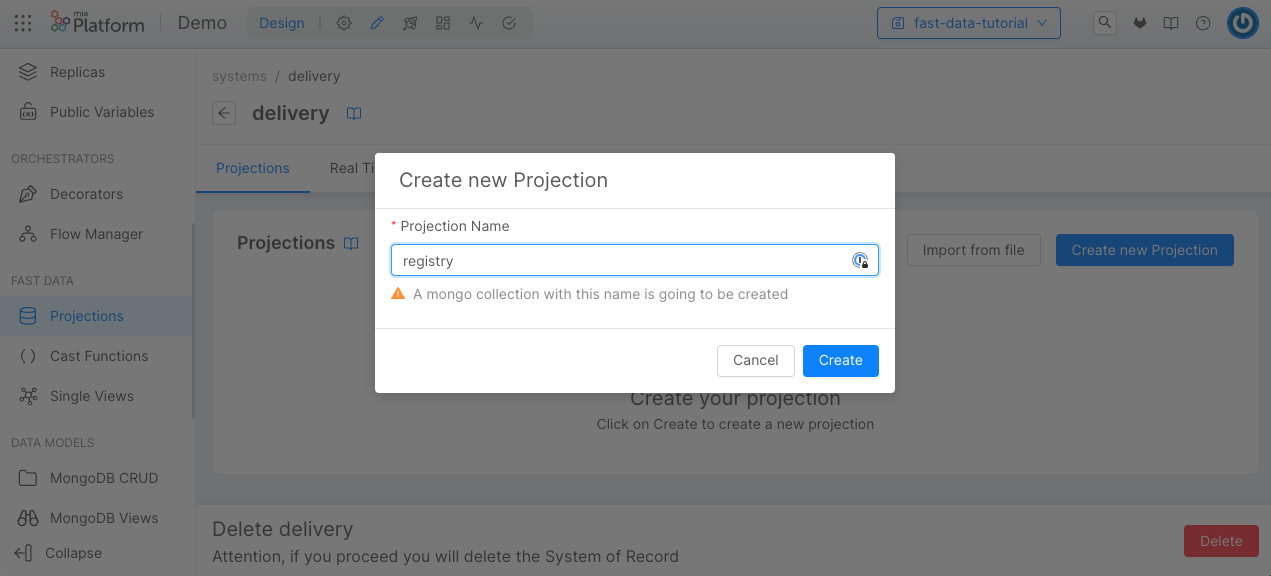 mia
Platform
Demo
Design
fast-data-tutorial
Replicas
Public Variables
ORCHESTRATORS
Decorators
Flow Manager
FAST DATA
Projections
Cast Functions
Single Views
DATA MODELS
MongoDB CRUD
MongoDB Views
Collapse
systems / delivery
delivery
Projections
Real Ti
Projections
Import from file
Create new Projection
Create new Projection
* Projection Name
registry
A mongo collection with this name is going to be created
Cancel
Create
Create your projection
Click on Create to create a new projection
Delete delivery
Attention, if you proceed you will delete the System of Record
Delete